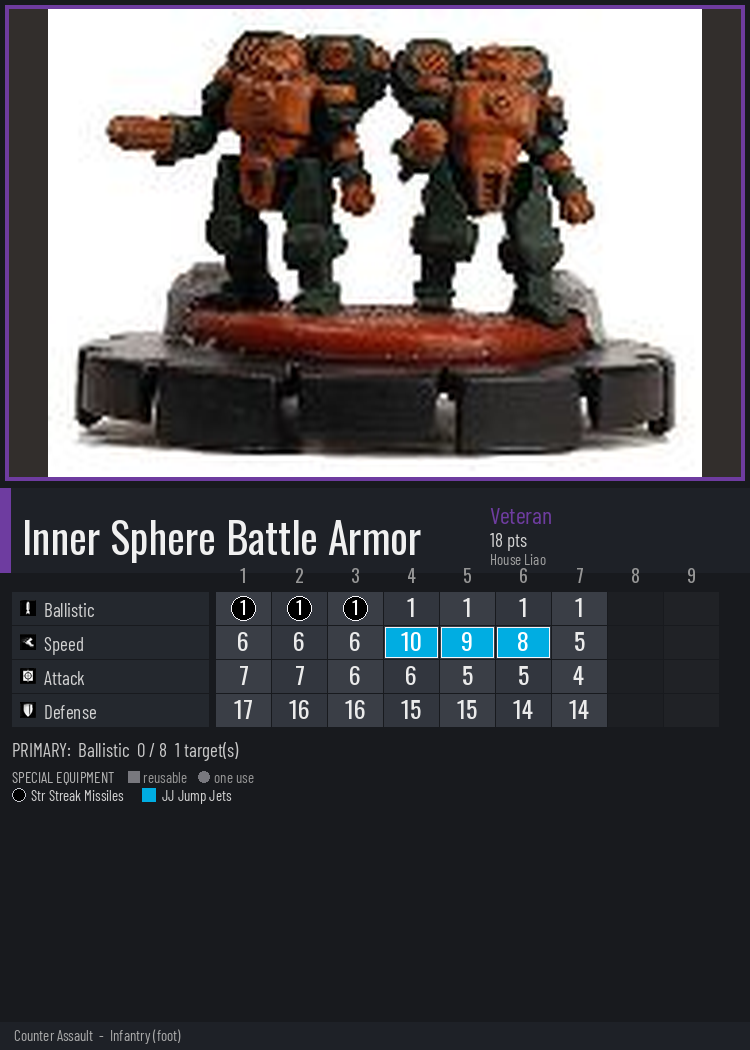 Inner Sphere Battle Armor
Veteran
18 pts
House Liao
1 2 3 4 5 6 7 8 9
Ballistic 1 1 1 1 1 1 1
Speed 6 6 6 10 9 8 5
Attack 7 7 6 6 5 5 4
Defense 17 16 16 15 15 14 14
PRIMARY: Ballistic 0 / 8 1 target(s)
SPECIAL EQUIPMENT reusable one use
Str Streak Missiles JJ Jump Jets
Counter Assault - Infantry (foot)